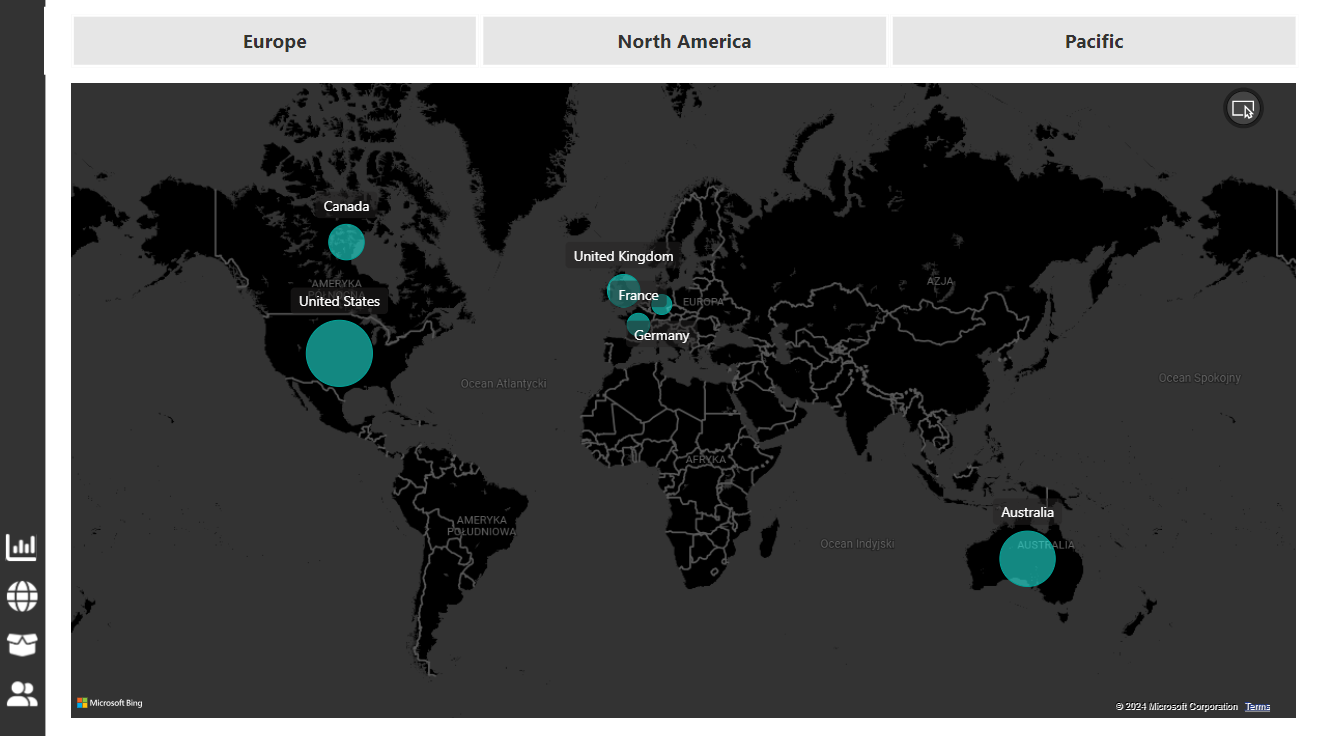 Europe
North America
Pacific
Canada
United Kingdom
AMERYKA
PÓŁNOCNA
United States
France
EUROPA
AZJA
Germany
Ocean Atlantycki
Ocean Spokojny
AFRYKA
Australia
AMERYKA
POŁUDNIOWA
Ocean Indyjski
AUSTRALIA
Microsoft Bing
© 2024 Microsoft Corporation Terms